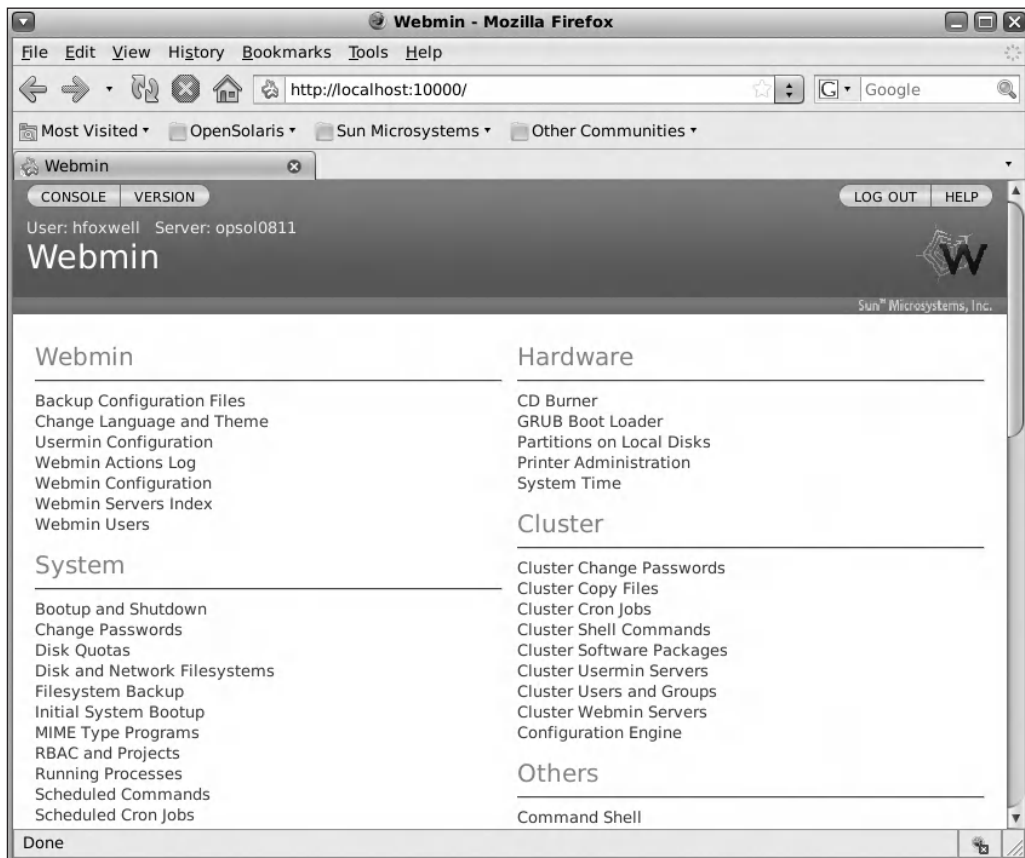 Webmin - Mozilla Firefox
File Edit View History Bookmarks Tools Help
http://localhost:10000/
G Google
Most Visited OpenSolaris Sun Microsystems Other Communities
Webmin
CONSOLE VERSION
LOG OUT HELP
User: hfoxwell Server: opsol0811
Webmin
W
Sun™ Microsystems, Inc.
Webmin
Backup Configuration Files
Change Language and Theme
Usermin Configuration
Webmin Actions Log
Webmin Configuration
Webmin Servers Index
Webmin Users
System
Bootup and Shutdown
Change Passwords
Disk Quotas
Disk and Network Filesystems
Filesystem Backup
Initial System Bootup
MIME Type Programs
RBAC and Projects
Running Processes
Scheduled Commands
Scheduled Cron Jobs
Hardware
CD Burner
GRUB Boot Loader
Partitions on Local Disks
Printer Administration
System Time
Cluster
Cluster Change Passwords
Cluster Copy Files
Cluster Cron Jobs
Cluster Shell Commands
Cluster Software Packages
Cluster Usermin Servers
Cluster Users and Groups
Cluster Webmin Servers
Configuration Engine
Others
Command Shell
Done